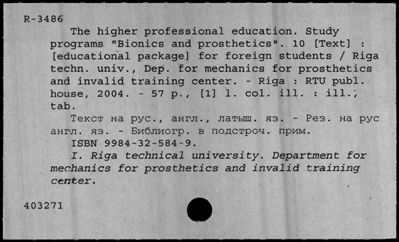 R-3486
The higher professional education. Study
programs "Bionics and prosthetics". 10 [Text] :
[educational package] for foreign students / Riga
techn. univ., Dep. for mechanics for prosthetics
and invalid training center. - Riga : RTU publ.
house, 2004. - 57 p., [1] l. col. ill. : ill.;
tab.
Текст на рус., англ., латыш. яз. - Рез. на рус
англ. яз. - Библиогр. в подстроч. прим.
ISBN 9984-32-584-9.
I. Riga technical university. Department for
mechanics for prosthetics and invalid training
center.
403271